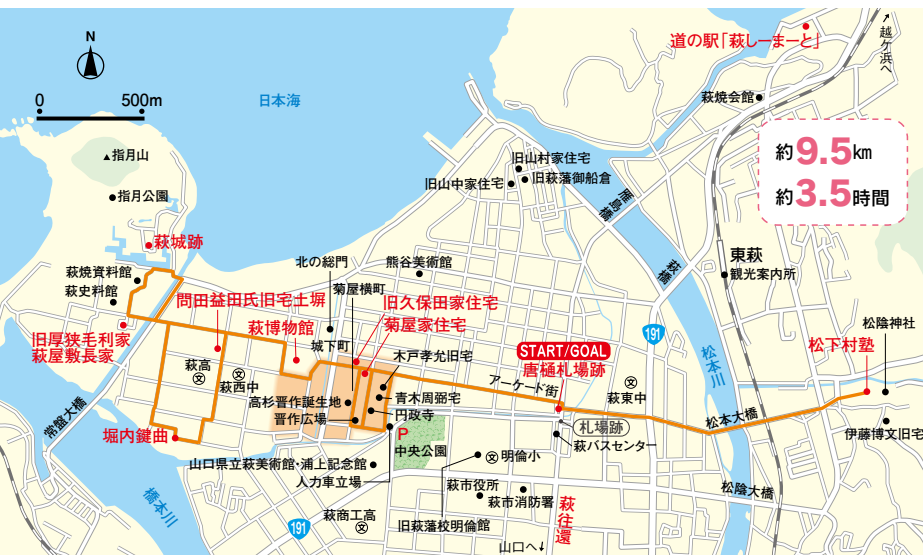 N
0 500m
日本海
道の駅「萩しーまーと」
越ケ浜へ
萩焼会館
約9.5km
約3.5時間
▲指月山
指月公園
萩城跡
旧山村家住宅
旧山中家住宅
旧萩藩御船倉
雁島橋
萩橋
東萩
観光案内所
萩焼資料館
萩史料館
問田益田氏旧宅土塀
北の総門
熊谷美術館
菊屋横町
旧久保田家住宅
菊屋家住宅
萩博物館
城下町
旧厚狭毛利家
萩屋敷長家
木戸孝允旧宅
START/GOAL
唐樋札場跡
191
松本川
松陰神社
松下村塾
萩高
文
萩西中
文
高杉晋作誕生地
青木周弼宅
アーケード街
文
萩東中
晋作広場
円政寺
札場跡
松本大橋
伊藤博文旧宅
常盤大橋
堀内鍵曲
P
中央公園
萩バスセンター
山口県立萩美術館・浦上記念館
文
明倫小
人力車立場
橋本川
萩市役所
萩市消防署
松陰大橋
萩往還
191
萩商工高
文
旧萩藩校明倫館
山口へ↓